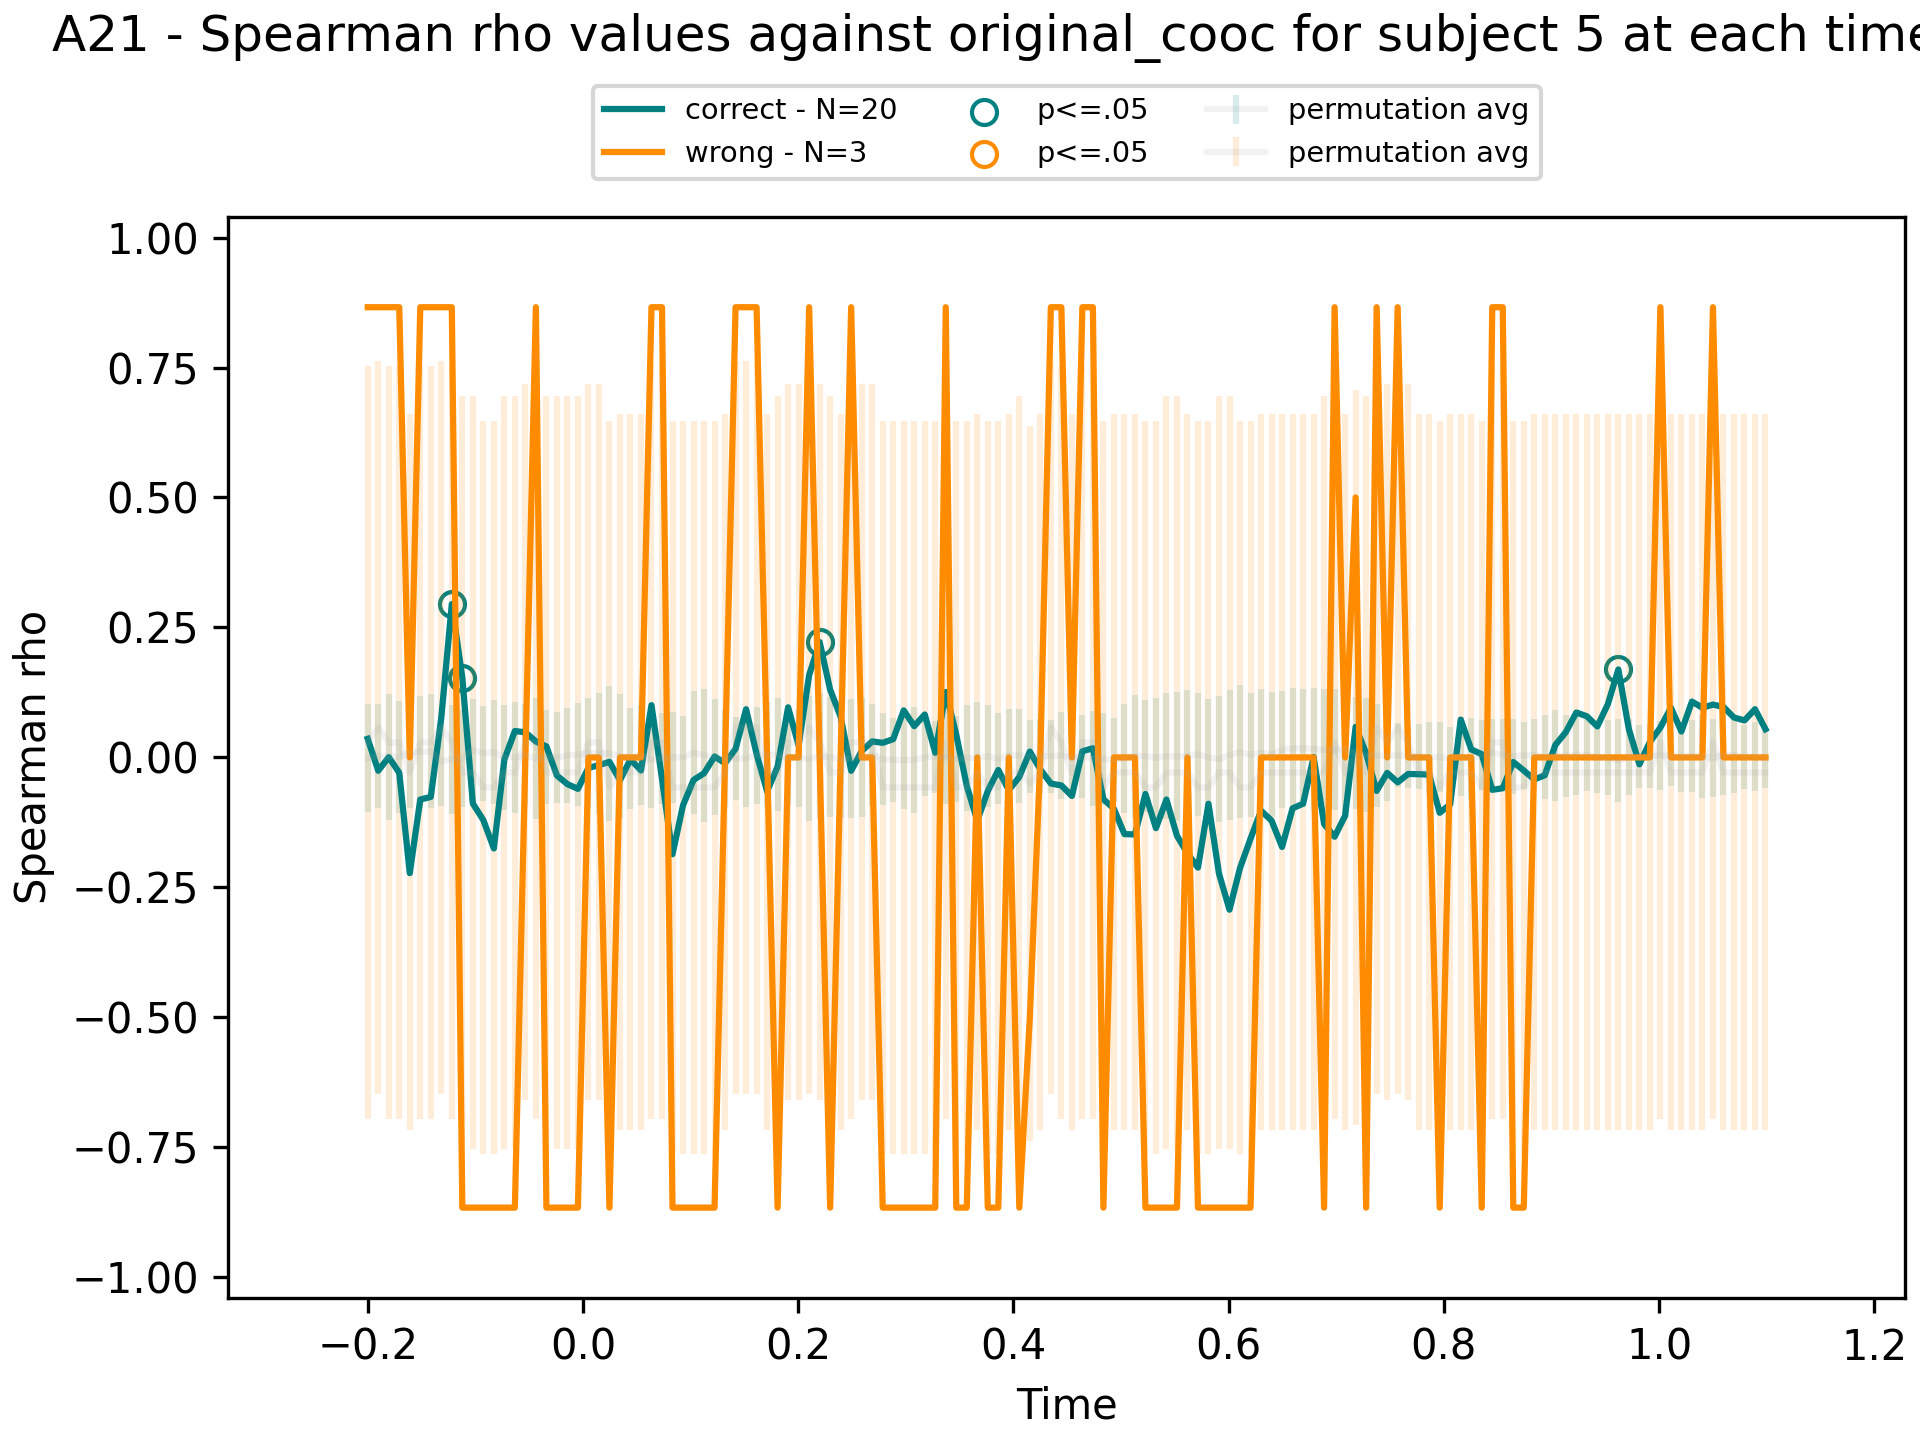 A21 - Spearman rho values against original_cooc for subject 5 at each time
correct - N=20 p<=.05 permutation avg
wrong - N=3 p<=.05 permutation avg
1.00
0.75
0.50
0.25
0.00
−0.25
−0.50
−0.75
−1.00
Spearman rho
−0.2 0.0 0.2 0.4 0.6 0.8 1.0 1.2
Time